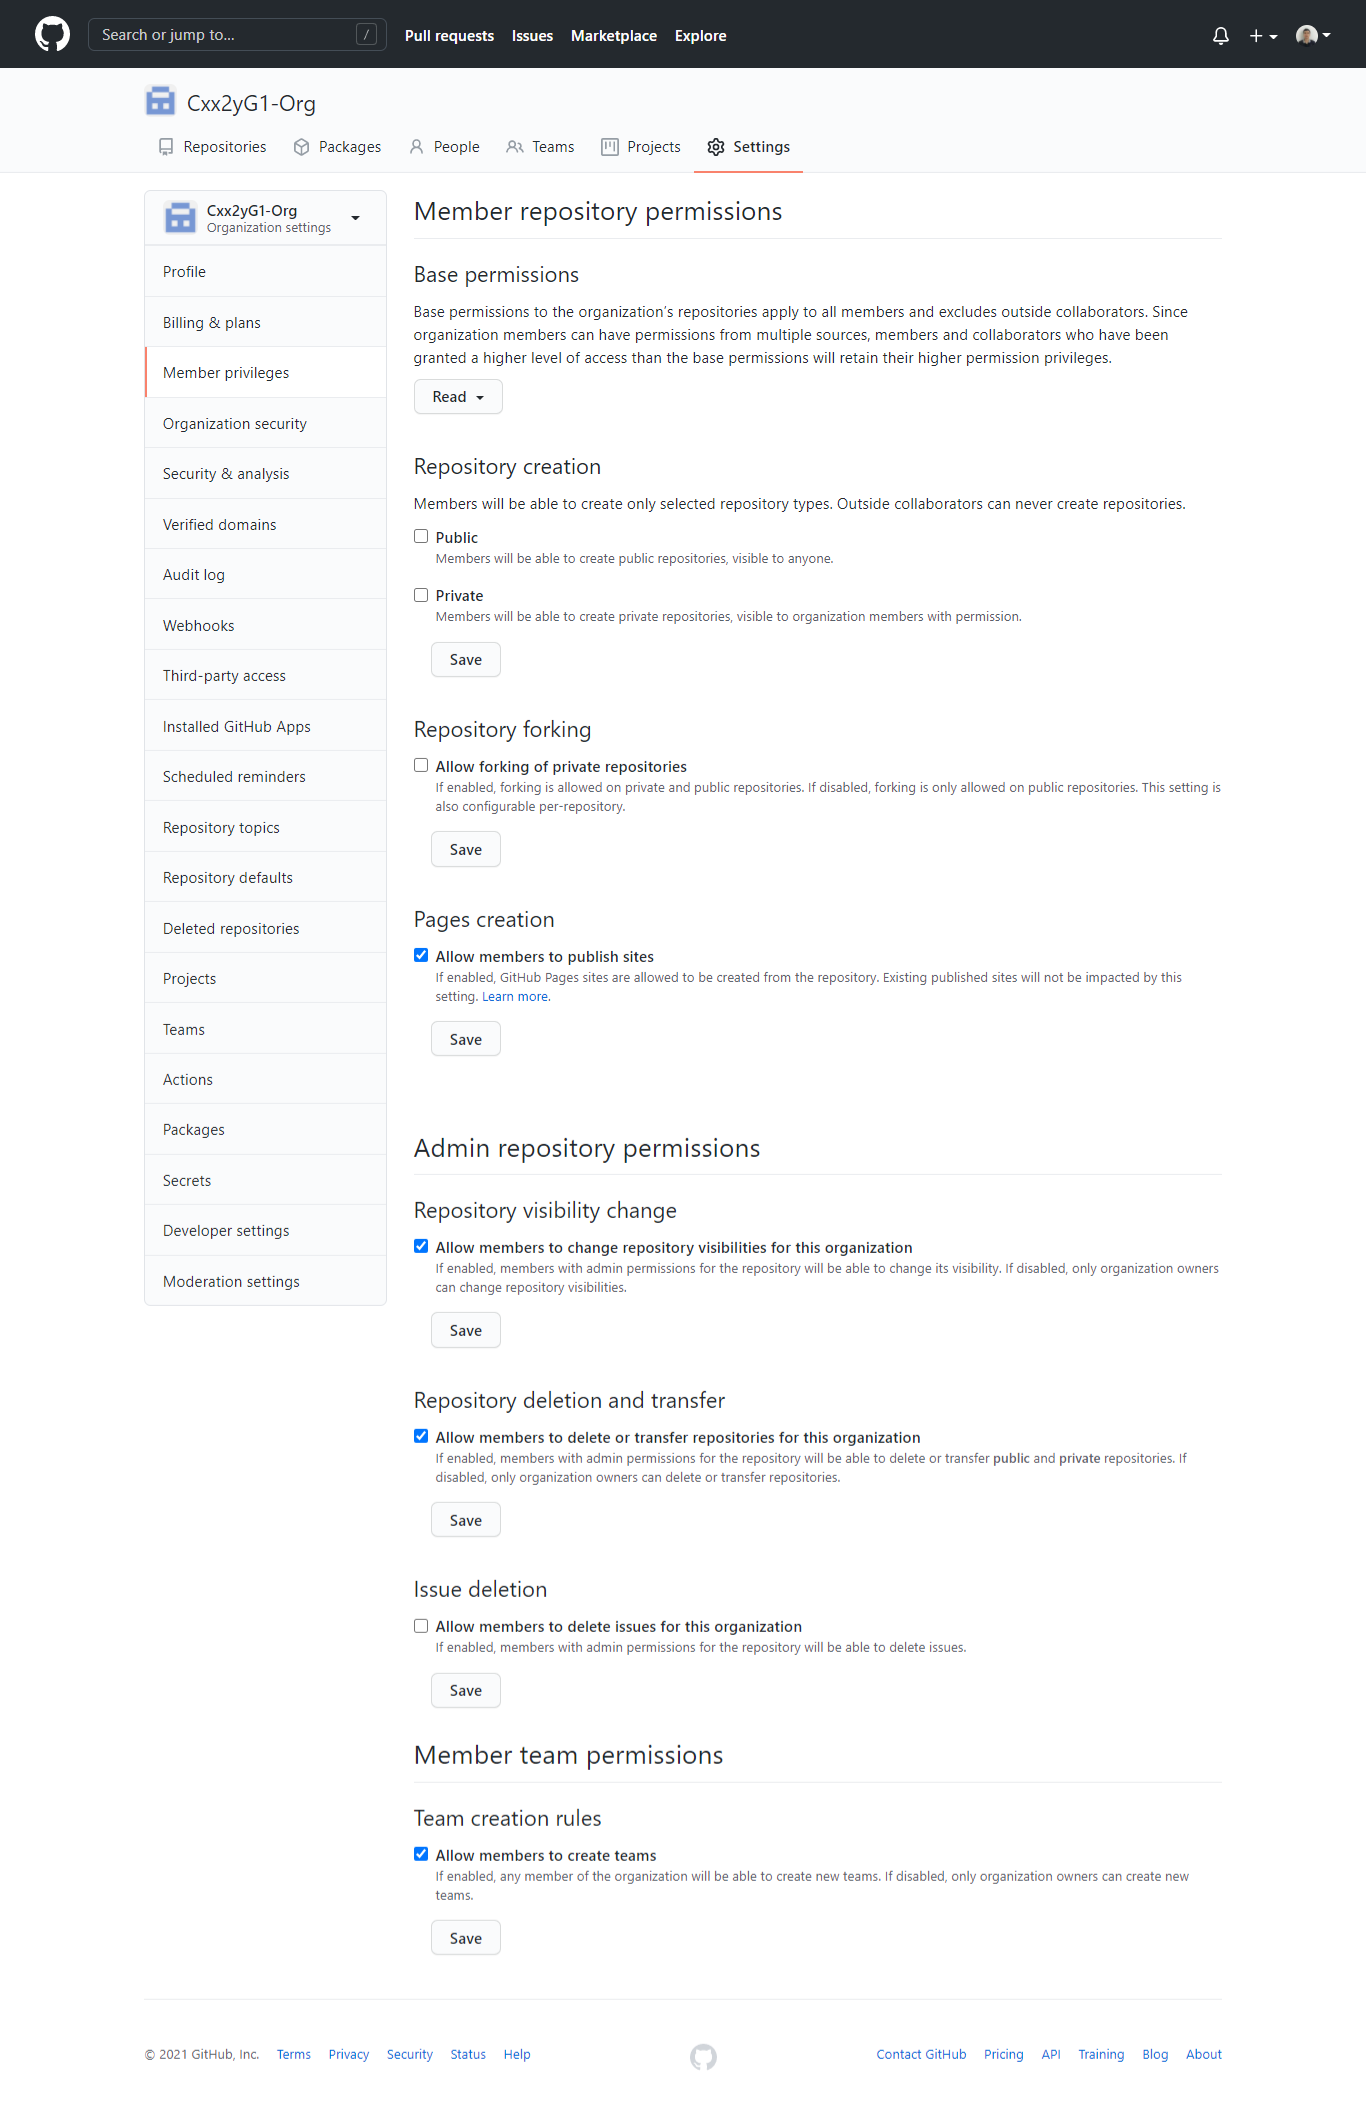 Search or jump to... /
Pull requests
Issues
Marketplace
Explore
Cxx2yG1-Org
Repositories
Packages
People
Teams
Projects
Settings
Cxx2yG1-Org
Organization settings
Profile
Billing & plans
Member privileges
Organization security
Security & analysis
Verified domains
Audit log
Webhooks
Third-party access
Installed GitHub Apps
Scheduled reminders
Repository topics
Repository defaults
Deleted repositories
Projects
Teams
Actions
Packages
Secrets
Developer settings
Moderation settings
Member repository permissions
Base permissions
Base permissions to the organization's repositories apply to all members and excludes outside collaborators. Since
organization members can have permissions from multiple sources, members and collaborators who have been
granted a higher level of access than the base permissions will retain their higher permission privileges.
Read
Repository creation
Members will be able to create only selected repository types. Outside collaborators can never create repositories.
Public
Members will be able to create public repositories, visible to anyone.
Private
Members will be able to create private repositories, visible to organization members with permission.
Save
Repository forking
Allow forking of private repositories
If enabled, forking is allowed on private and public repositories. If disabled, forking is only allowed on public repositories. This setting is
also configurable per-repository.
Save
Pages creation
Allow members to publish sites
If enabled, GitHub Pages sites are allowed to be created from the repository. Existing published sites will not be impacted by this
setting. Learn more.
Save
Admin repository permissions
Repository visibility change
Allow members to change repository visibilities for this organization
If enabled, members with admin permissions for the repository will be able to change its visibility. If disabled, only organization owners
can change repository visibilities.
Save
Repository deletion and transfer
Allow members to delete or transfer repositories for this organization
If enabled, members with admin permissions for the repository will be able to delete or transfer public and private repositories. If
disabled, only organization owners can delete or transfer repositories.
Save
Issue deletion
Allow members to delete issues for this organization
If enabled, members with admin permissions for the repository will be able to delete issues.
Save
Member team permissions
Team creation rules
Allow members to create teams
If enabled, any member of the organization will be able to create new teams. If disabled, only organization owners can create new
teams.
Save
© 2021 GitHub, Inc.
Terms
Privacy
Security
Status
Help
Contact GitHub
Pricing
API
Training
Blog
About